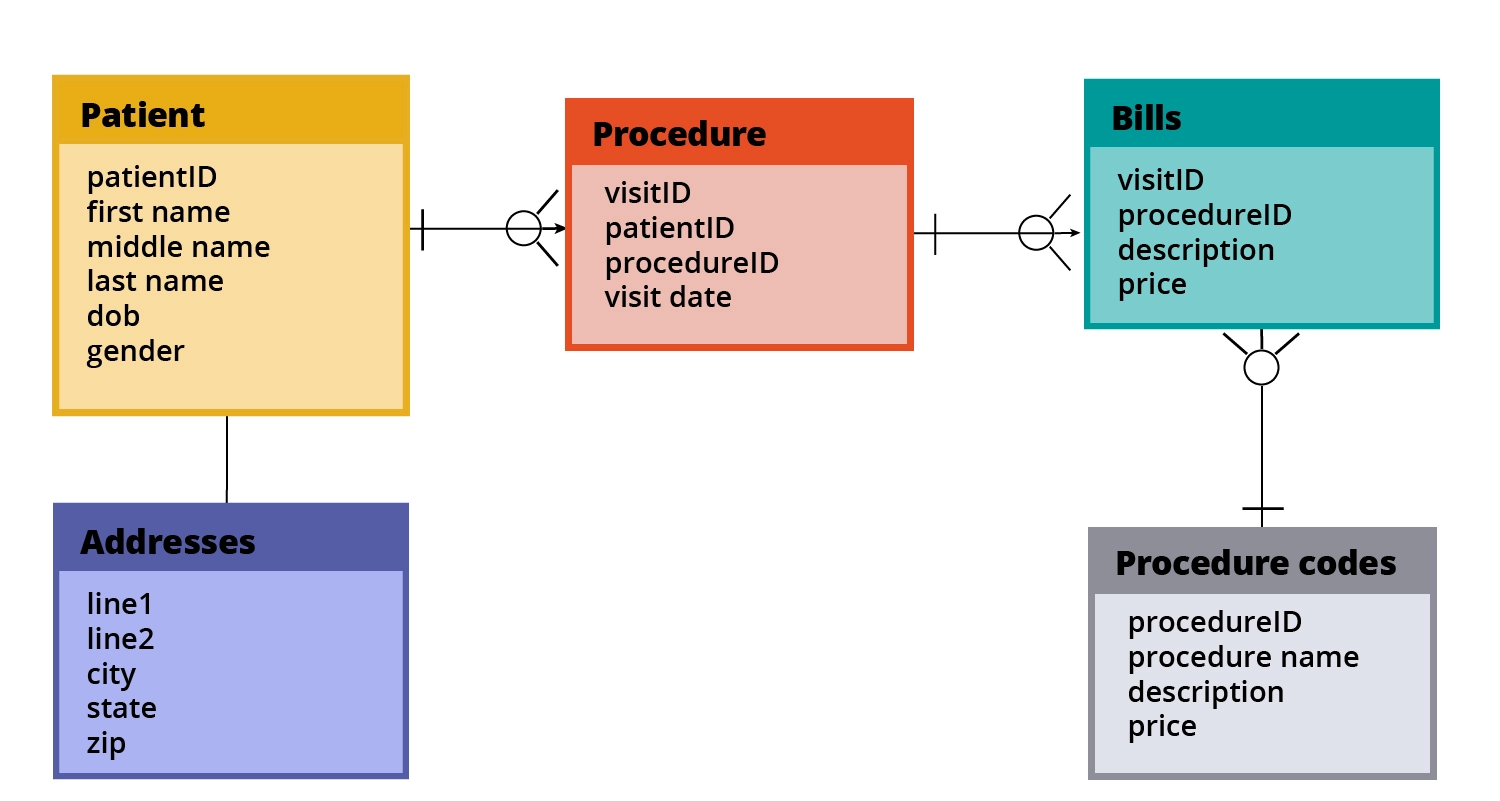 Patient
patientID
first name
middle name
last name
dob
gender
Procedure
visitID
patientID
procedureID
visit date
Bills
visitID
procedureID
description
price
Addresses
line1
line2
city
state
zip
Procedure codes
procedureID
procedure name
description
price